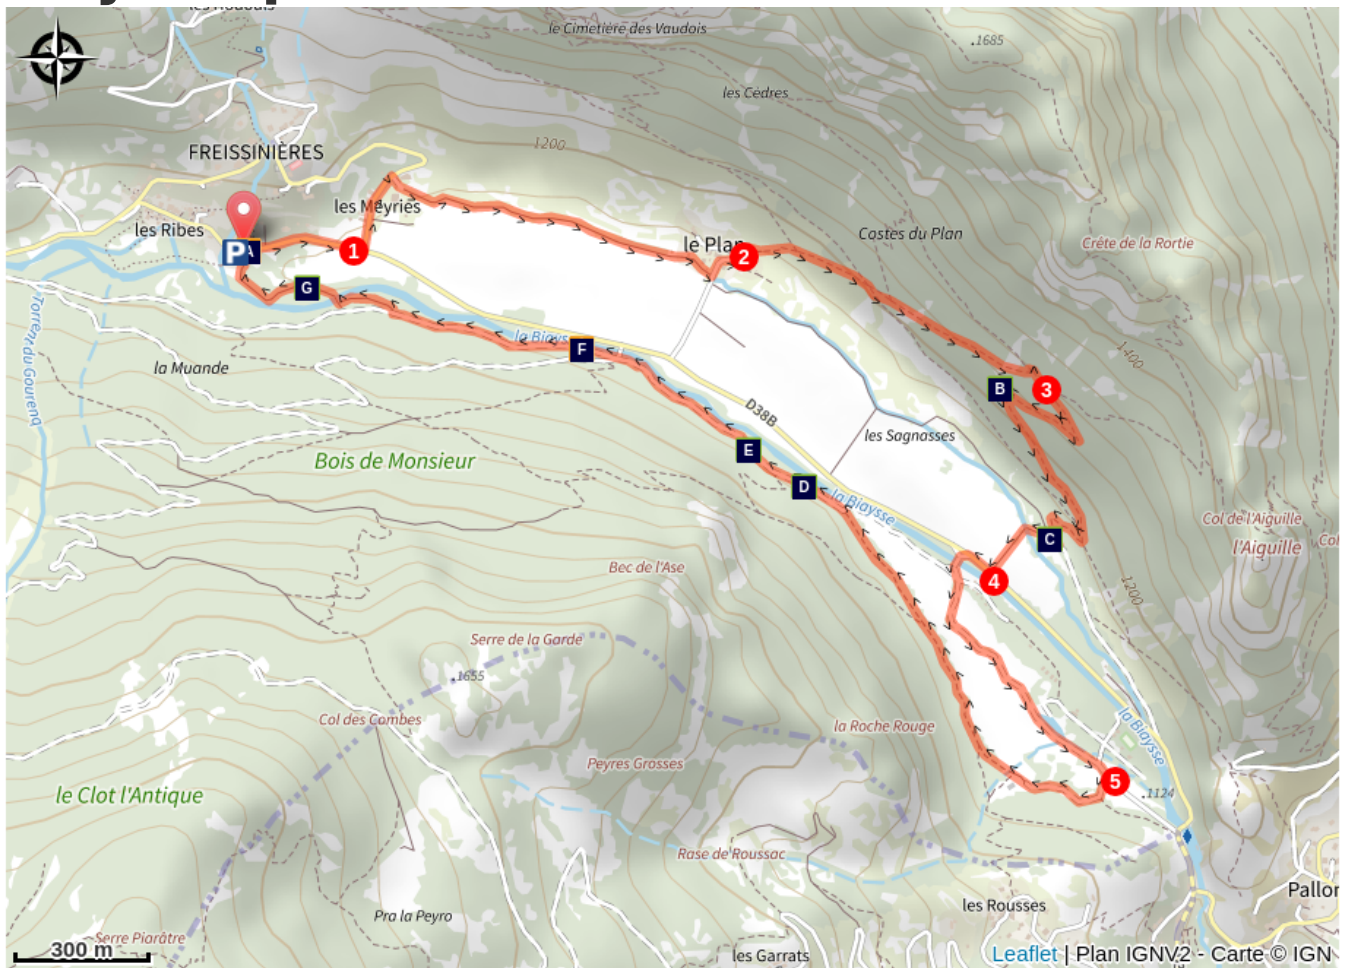 le Cimetière des Vaudois
.1685
les Cèdres
1200
FREISSINIÈRES
les Meyries
les Ribes
P
A
1
le Plan
2
Costes du Plan
Crête de la Rortie
G
la Biaysse
F
1400
la Muande
B
3
D38B
Torrent du Gourenq
les Sagnasses
E
Bois de Monsieur
D
la Biaysse
Col de l'Aiguille
l'Aiguille
Col
C
Bec de l'Ase
4
1200
Serre de la Garde
.1655
Col des Combes
la Roche Rouge
la Biaysse
Peyres Grosses
5
.1124
le Clot l'Antique
Rase de Roussac
Pallon
les Rousses
Pra la Peyro
Serre Piarâtre
300 m
les Garrats
Leaflet | Plan IGNV2 - Carte © IGN